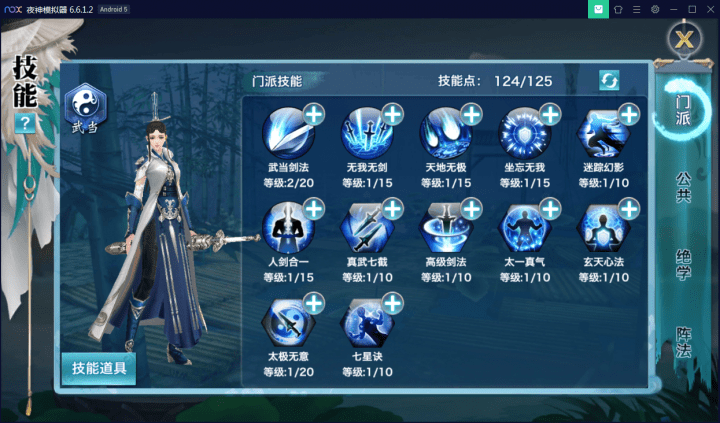 nox 夜神模拟器 6.6.1.2 Android 5
技能
?
武当
门派技能
技能点： 124/125
武当剑法 无我无剑 天地无极 坐忘无我 迷踪幻影
等级:2/20 等级:1/15 等级:1/15 等级:1/15 等级:1/10
人剑合一 真武七截 高级剑法 太一真气 玄天心法
等级:1/15 等级:1/10 等级:1/10 等级:1/10 等级:1/10
太极无意 七星诀
等级:1/20 等级:1/10
技能道具
门派
公共
绝学
阵法